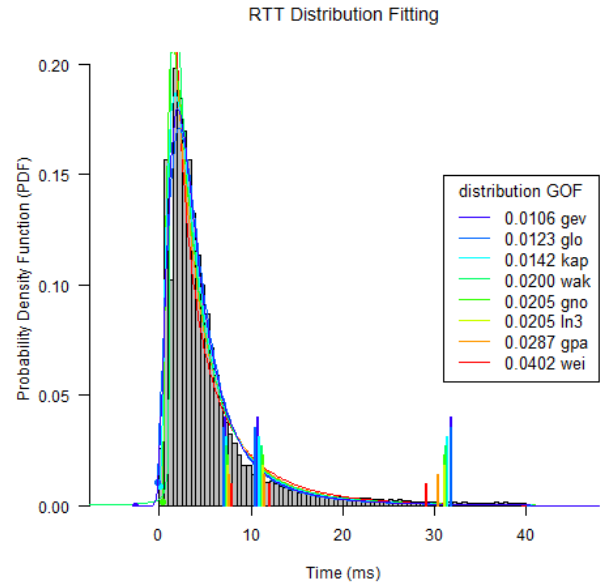 RTT Distribution Fitting
Probability Density Function (PDF)
0.20
0.15
0.10
0.05
0.00
distribution GOF
0.0106 gev
0.0123 glo
0.0142 kap
0.0200 wak
0.0205 gno
0.0205 ln3
0.0287 gpa
0.0402 wei
0 10 20 30 40
Time (ms)